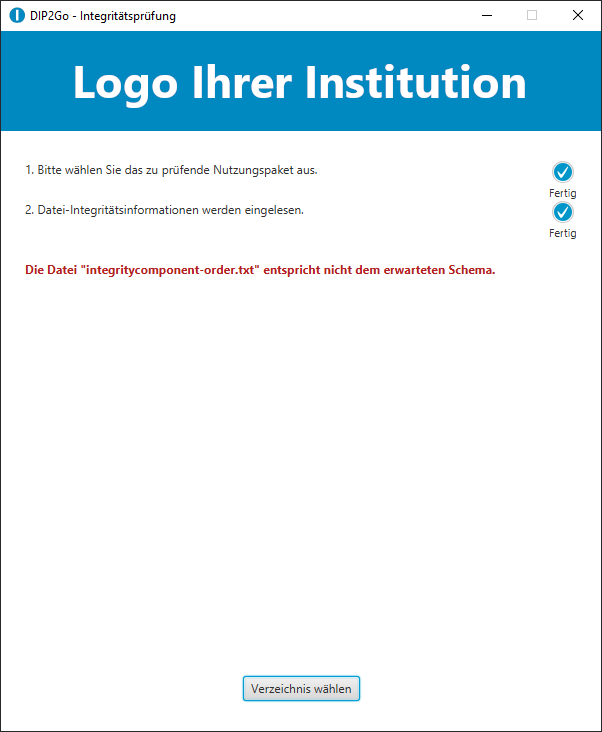 DIP2Go - Integritätsprüfung
Logo Ihrer Institution
1. Bitte wählen Sie das zu prüfende Nutzungspaket aus.
Fertig
2. Datei-Integritätsinformationen werden eingelesen.
Fertig
Die Datei "integritycomponent-order.txt" entspricht nicht dem erwarteten Schema.
Verzeichnis wählen